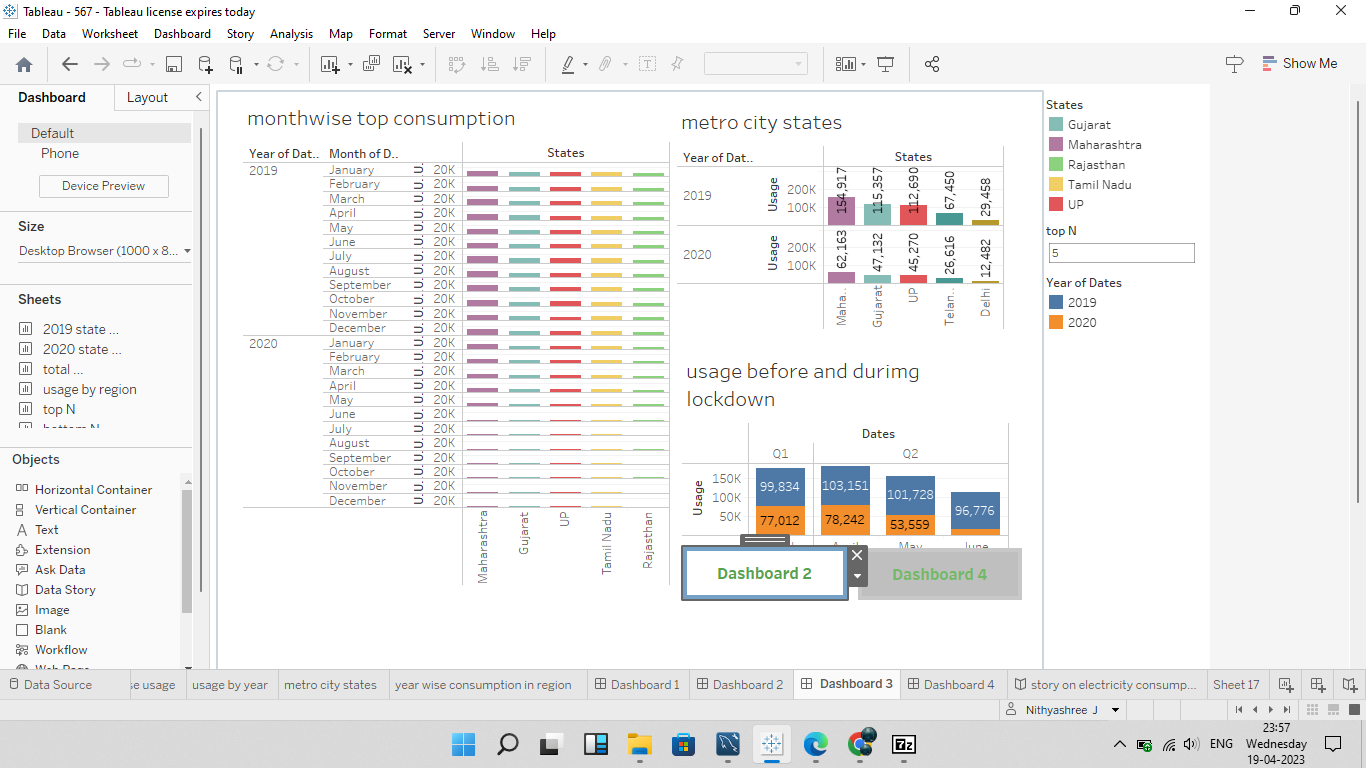 Tableau - 567 - Tableau license expires today
File Data Worksheet Dashboard Story Analysis Map Format Server Window Help
Show Me
Dashboard Layout
Default
Phone
Device Preview
Size
Desktop Browser (1000 x 8...
Sheets
2019 state ...
2020 state ...
total ...
usage by region
top N
Objects
Horizontal Container
Vertical Container
Text
Extension
Ask Data
Data Story
Image
Blank
Workflow
monthwise top consumption
Year of Dat.. Month of D.. States
2019
January 20K
February 20K
March 20K
April 20K
May 20K
June 20K
July 20K
August 20K
September 20K
October 20K
November 20K
December 20K
2020
January 20K
February 20K
March 20K
April 20K
May 20K
June 20K
July 20K
August 20K
September 20K
October 20K
November 20K
December 20K
Maharashtra Gujarat UP Tamil Nadu Rajasthan
metro city states
Year of Dat.. States
2019 Usage 200K 100K
154,917 115,357 112,690 67,450 29,458
2020 Usage 200K 100K
62,163 47,132 45,270 26,616 12,482
Maha.. Gujarat UP Telan.. Delhi
usage before and durimg
lockdown
Dates
Q1 Q2
Usage
150K
100K
50K
99,834 103,151 101,728 96,776
77,012 78,242 53,559
Dashboard 2
Dashboard 4
States
Gujarat
Maharashtra
Rajasthan
Tamil Nadu
UP
top N
5
Year of Dates
2019
2020
Data Source se usage usage by year metro city states year wise consumption in region Dashboard 1 Dashboard 2 Dashboard 3 Dashboard 4 story on electricity consump... Sheet 17
Nithyashree J
7z
ENG
23:57
Wednesday
19-04-2023